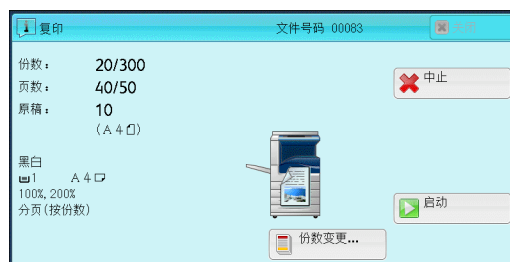 复印
文件号码 00083
关闭
份数: 20/300
页数: 40/50
原稿: 10
(A4)
中止
黑白
1 A4
100%, 200%
分页(按份数)
启动
份数变更...